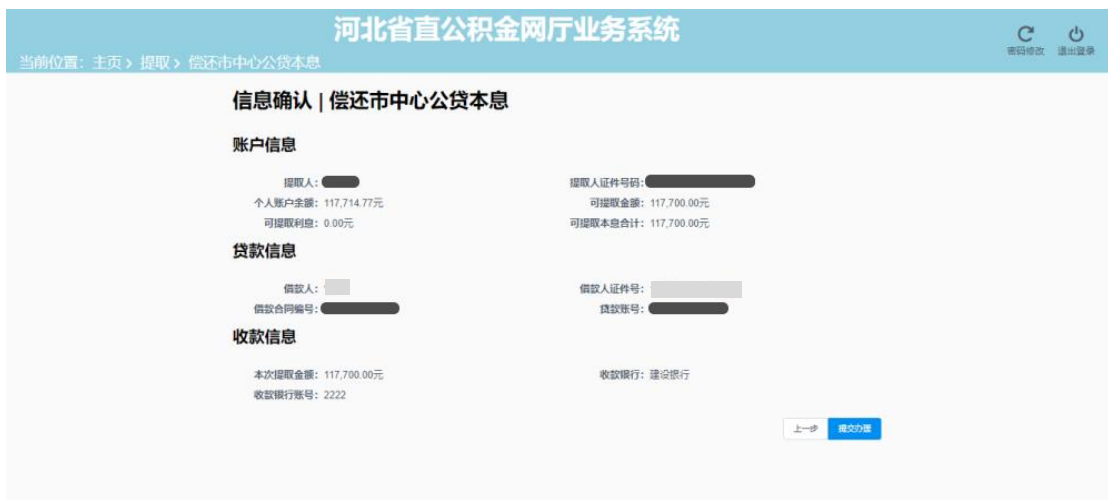 河北省直公积金网厅业务系统
密码修改 退出登录
当前位置：主页 > 提取 > 偿还市中心公贷本息
信息确认 | 偿还市中心公贷本息
账户信息
提取人： 提取人证件号码：
个人账户余额：117,714.77元 可提取金额：117,700.00元
可提取利息：0.00元 可提取本息合计：117,700.00元
贷款信息
借款人： 借款人证件号：
借款合同编号： 贷款账号：
收款信息
本次提取金额：117,700.00元 收款银行：建设银行
收款银行账号：2222
上一步 提交办理